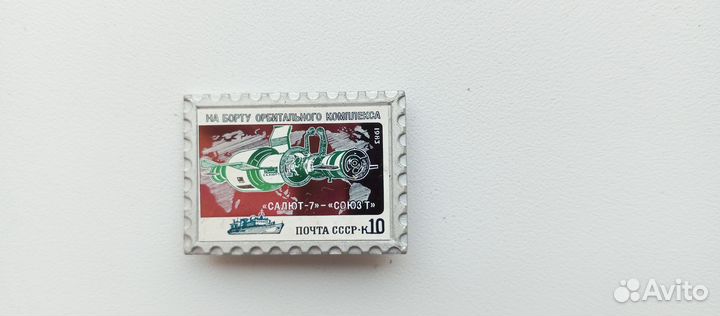 НА БОРТУ ОРБИТАЛЬНОГО КОМПЛЕКСА
1983
«САЛЮТ-7»-«СОЮЗ Т»
ПОЧТА СССР·К10
Avito